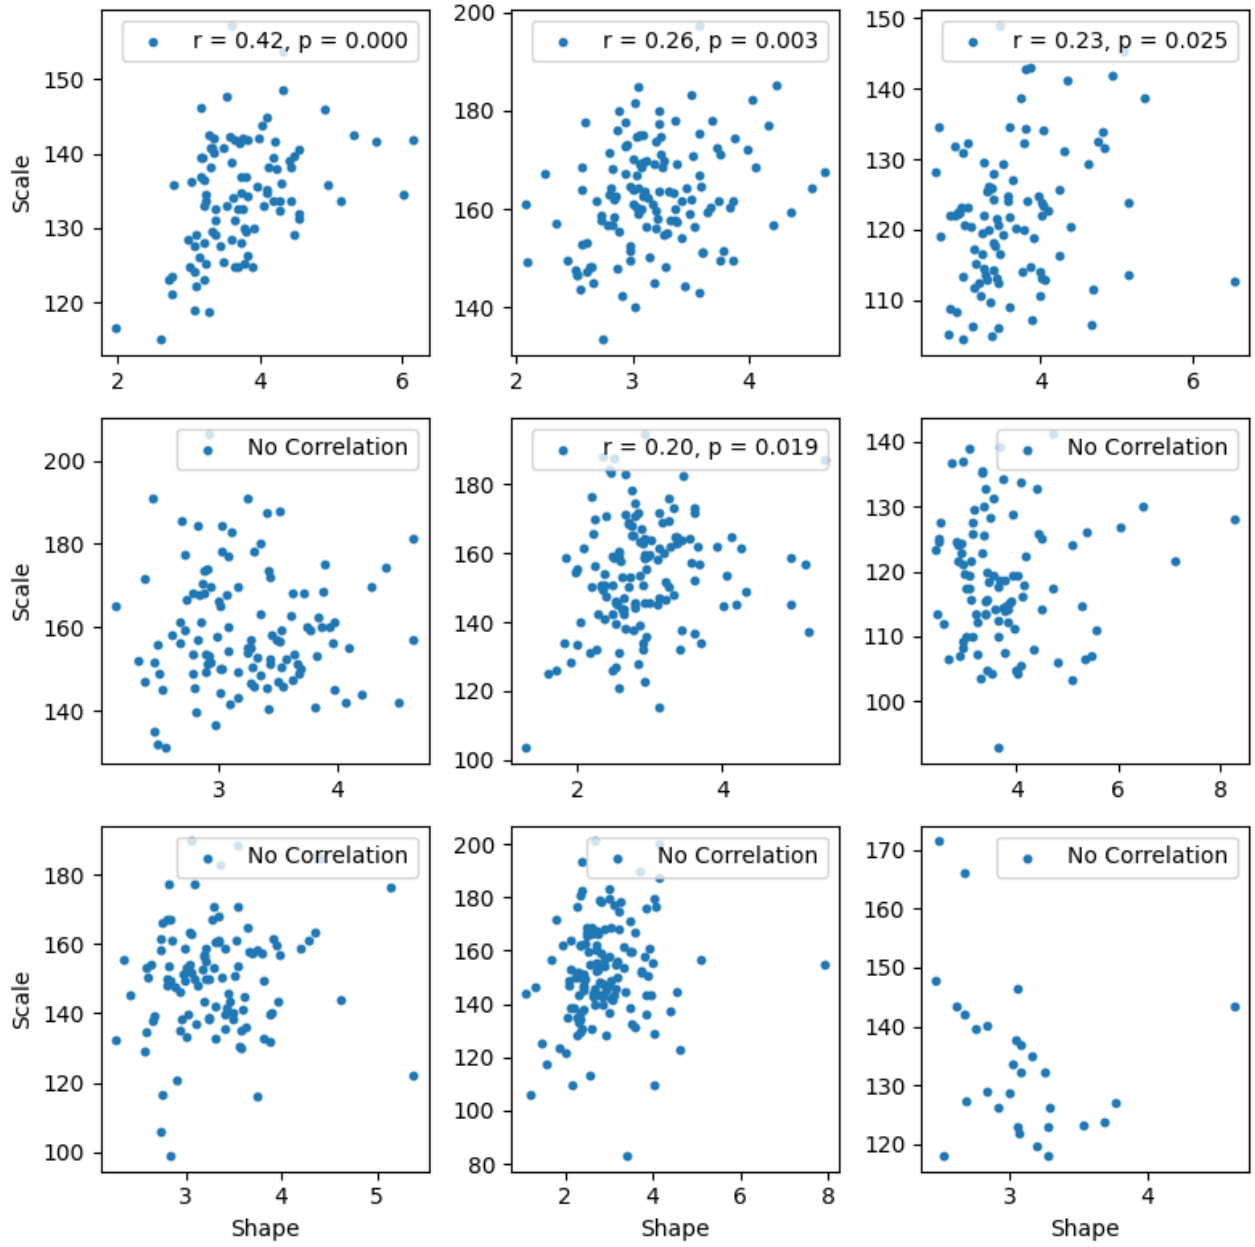 r = 0.42, p = 0.000
150
140
130
120
2 4 6
Scale
r = 0.26, p = 0.003
200
180
160
140
2 3 4
r = 0.23, p = 0.025
150
140
130
120
110
4 6
No Correlation
200
180
160
140
3 4
Scale
r = 0.20, p = 0.019
180
160
140
120
100
2 4
No Correlation
140
130
120
110
100
4 6 8
No Correlation
180
160
140
120
100
3 4 5
Scale
Shape
No Correlation
200
180
160
140
120
100
80
2 4 6 8
Shape
No Correlation
170
160
150
140
130
120
3 4
Shape